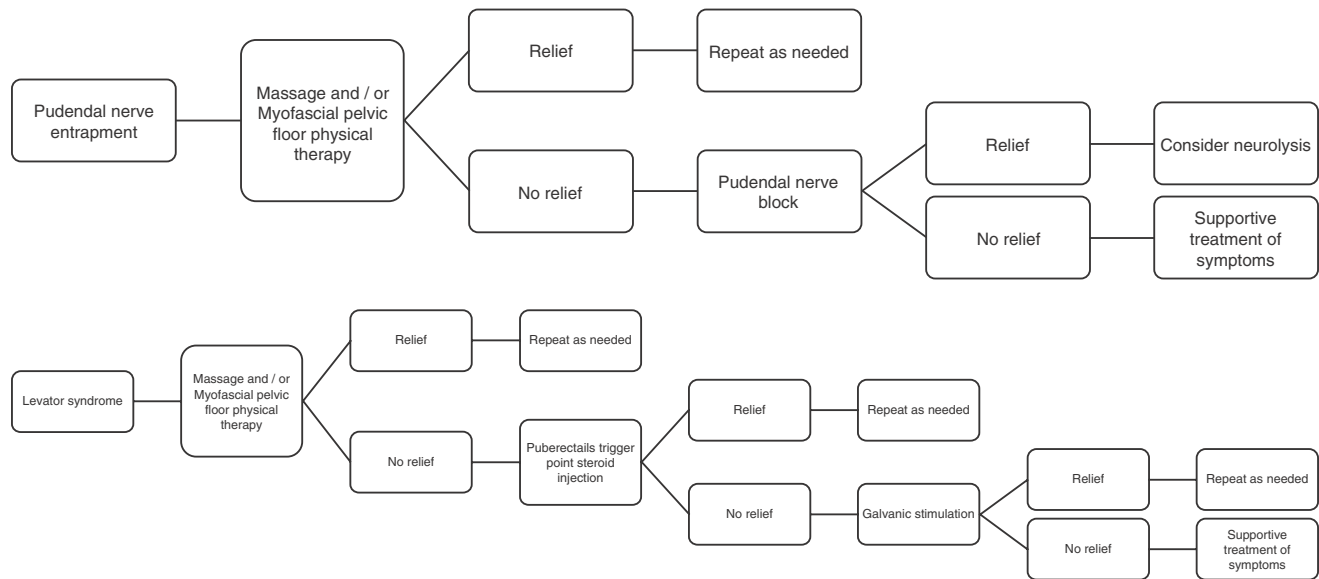 Pudendal nerve
entrapment
Massage and / or
Myofascial pelvic
floor physical
therapy
Relief
Repeat as needed
No relief
Pudendal nerve
block
Relief
Consider neurolysis
No relief
Supportive
treatment of
symptoms
Levator syndrome
Massage and / or
Myofascial pelvic
floor physical
therapy
Relief
Repeat as needed
No relief
Puberectails trigger
point steroid
injection
Relief
Repeat as needed
No relief
Galvanic stimulation
Relief
Repeat as needed
No relief
Supportive
treatment of
symptoms